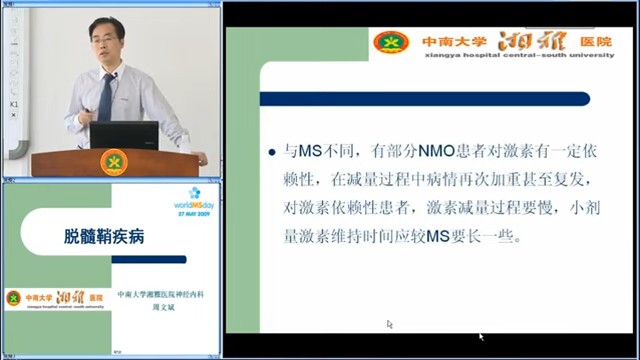 K1
worldMSday
27 MAY 2009
脱髓鞘疾病
中南大学湘雅医院神经内科
周文斌
中南大学 湘雅 医院
xiangya hospital central-south university
中南大学 湘雅 医院
xiangya hospital central-south university
与MS不同，有部分NMO患者对激素有一定依
赖性，在减量过程中病情再次加重甚至复发，
对激素依赖性患者，激素减量过程要慢，小剂
量激素维持时间应较MS要长一些。